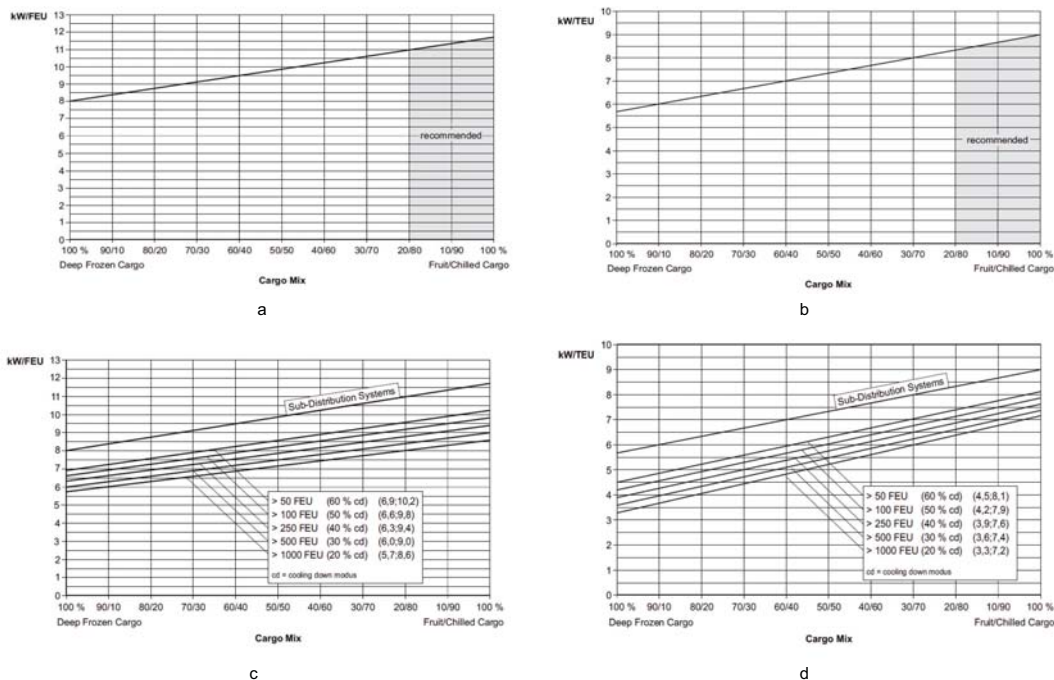 kW/FEU
13
12
11
10
9
8
7
6
5
4
3
2
1
0
recommended
100 % 90/10 80/20 70/30 60/40 50/50 40/60 30/70 20/80 10/90 100 %
Deep Frozen Cargo Fruit/Chilled Cargo
Cargo Mix
a
kW/TEU
10
9
8
7
6
5
4
3
2
1
0
recommended
100 % 90/10 80/20 70/30 60/40 50/50 40/60 30/70 20/80 10/90 100 %
Deep Frozen Cargo Fruit/Chilled Cargo
Cargo Mix
b
kW/FEU
13
12
11
10
9
8
7
6
5
4
3
2
1
0
Sub-Distribution Systems
> 50 FEU (60 % cd) (6,9;10,2)
> 100 FEU (50 % cd) (6,6;9,8)
> 250 FEU (40 % cd) (6,3;9,4)
> 500 FEU (30 % cd) (6,0;9,0)
> 1000 FEU (20 % cd) (5,7;8,6)
cd = cooling down modus
100 % 90/10 80/20 70/30 60/40 50/50 40/60 30/70 20/80 10/90 100 %
Deep Frozen Cargo Fruit/Chilled Cargo
Cargo Mix
c
kW/TEU
10
9
8
7
6
5
4
3
2
1
0
Sub-Distribution Systems
> 50 FEU (60 % cd) (4,5;8,1)
> 100 FEU (50 % cd) (4,2;7,9)
> 250 FEU (40 % cd) (3,9;7,6)
> 500 FEU (30 % cd) (3,6;7,4)
> 1000 FEU (20 % cd) (3,3;7,2)
cd = cooling down modus
100 % 90/10 80/20 70/30 60/40 50/50 40/60 30/70 20/80 10/90 100 %
Deep Frozen Cargo Fruit/Chilled Cargo
Cargo Mix
d